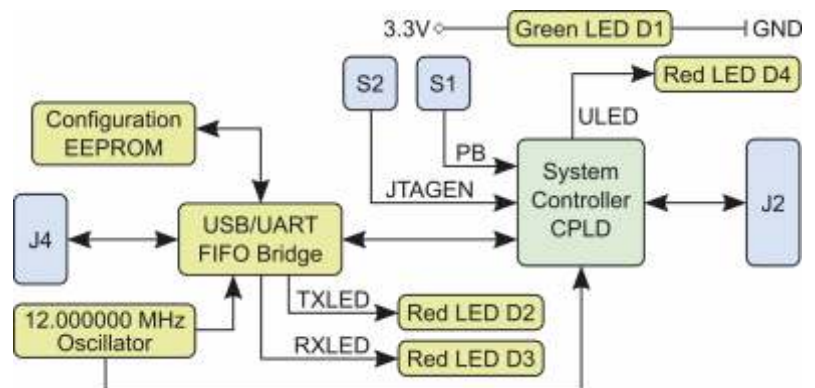 3.3V
Green LED D1
GND
S2
S1
Red LED D4
ULED
Configuration
EEPROM
PB
JTAGEN
System
Controller
CPLD
J2
J4
USB/UART
FIFO Bridge
TXLED
Red LED D2
12.000000 MHz
Oscillator
RXLED
Red LED D3